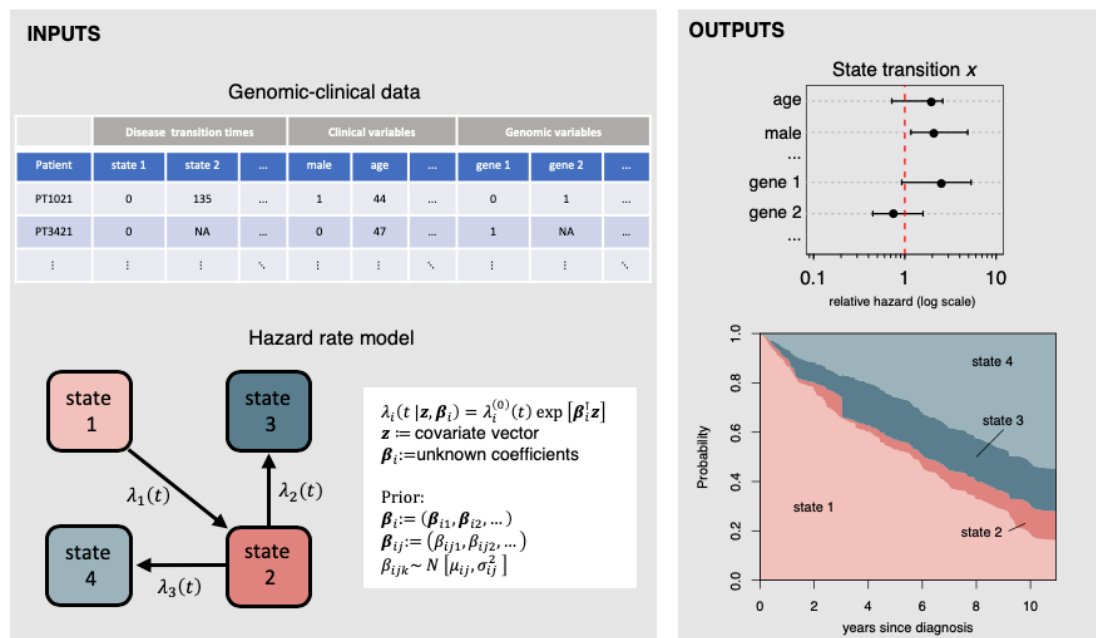 INPUTS
Genomic-clinical data
Disease transition times Clinical variables Genomic variables
Patient state 1 state 2 ... male age ... gene 1 gene 2 ...
PT1021 0 135 ... 1 44 ... 0 1 ...
PT3421 0 NA ... 0 47 ... 1 NA ...
⋮ ⋮ ⋮ ⋱ ⋮ ⋮ ⋱ ⋮ ⋮ ⋱
Hazard rate model
state
1
state
3
λ₁(t)
λ₂(t)
state
4
λ₃(t)
state
2
λᵢ(t |𝒛, 𝜷ᵢ) = λᵢ⁽⁰⁾(t) exp [𝜷ᵢᵀ𝒛]
𝒛 := covariate vector
𝜷ᵢ:=unknown coefficients
Prior:
𝜷ᵢ:= (𝜷ᵢ₁, 𝜷ᵢ₂, ... )
𝜷ᵢⱼ:= (βᵢⱼ₁, βᵢⱼ₂, ... )
βᵢⱼₖ~ N [μᵢⱼ, σ²ᵢⱼ ]
OUTPUTS
State transition x
age
male
...
gene 1
gene 2
...
0.1 1 10
relative hazard (log scale)
Probability
1.0
0.8
0.6
0.4
0.2
0.0
state 4
state 3
state 1
state 2
0 2 4 6 8 10
years since diagnosis